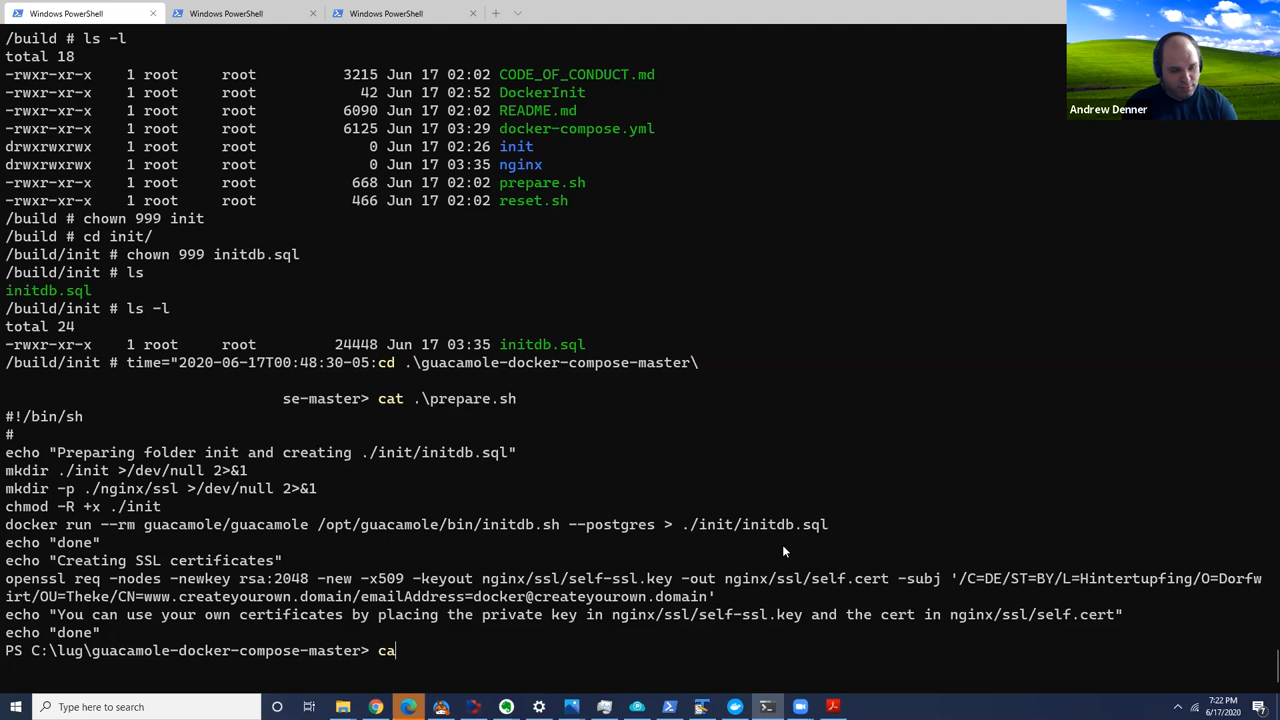 Windows PowerShell
Windows PowerShell
Windows PowerShell
/build # ls -l
total 18
-rwxr-xr-x 1 root root 3215 Jun 17 02:02 CODE_OF_CONDUCT.md
-rwxr-xr-x 1 root root 42 Jun 17 02:52 DockerInit
-rwxr-xr-x 1 root root 6090 Jun 17 02:02 README.md
-rwxr-xr-x 1 root root 6125 Jun 17 03:29 docker-compose.yml
drwxrwxrwx 1 root root 0 Jun 17 02:26 init
drwxrwxrwx 1 root root 0 Jun 17 03:35 nginx
-rwxr-xr-x 1 root root 668 Jun 17 02:02 prepare.sh
-rwxr-xr-x 1 root root 466 Jun 17 02:02 reset.sh
/build # chown 999 init
/build # cd init/
/build/init # chown 999 initdb.sql
/build/init # ls
initdb.sql
/build/init # ls -l
total 24
-rwxr-xr-x 1 root root 24448 Jun 17 03:35 initdb.sql
/build/init # time="2020-06-17T00:48:30-05:cd .\guacamole-docker-compose-master\
se-master> cat .\prepare.sh
#!/bin/sh
#
echo "Preparing folder init and creating ./init/initdb.sql"
mkdir ./init >/dev/null 2>&1
mkdir -p ./nginx/ssl >/dev/null 2>&1
chmod -R +x ./init
docker run --rm guacamole/guacamole /opt/guacamole/bin/initdb.sh --postgres > ./init/initdb.sql
echo "done"
echo "Creating SSL certificates"
openssl req -nodes -newkey rsa:2048 -new -x509 -keyout nginx/ssl/self-ssl.key -out nginx/ssl/self.cert -subj '/C=DE/ST=BY/L=Hintertupfing/O=Dorfw
irt/OU=Theke/CN=www.createyourown.domain/emailAddress=docker@createyourown.domain'
echo "You can use your own certificates by placing the private key in nginx/ssl/self-ssl.key and the cert in nginx/ssl/self.cert"
echo "done"
PS C:\lug\guacamole-docker-compose-master> ca
Andrew Denner
Type here to search
7:22 PM
6/17/2020